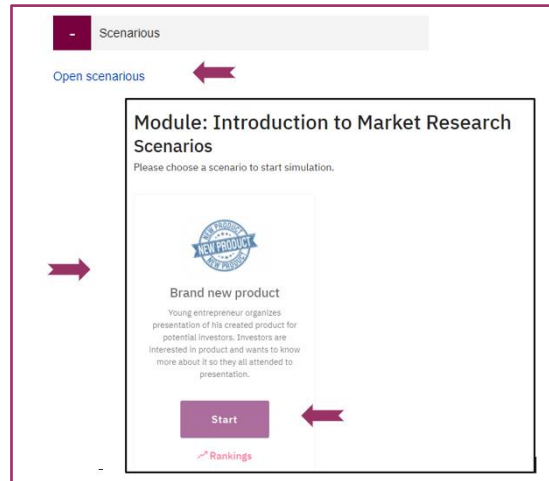 -
Scenarious
Open scenarious
Module: Introduction to Market Research
Scenarios
Please choose a scenario to start simulation.
NEW PRODUCT
NEW PRODUCT
NEW PRODUCT
Brand new product
Young entrepreneur organizes
presentation of his created product for
potential investors. Investors are
interested in product and wants to know
more about it so they all attended to
presentation.
Start
Rankings
-